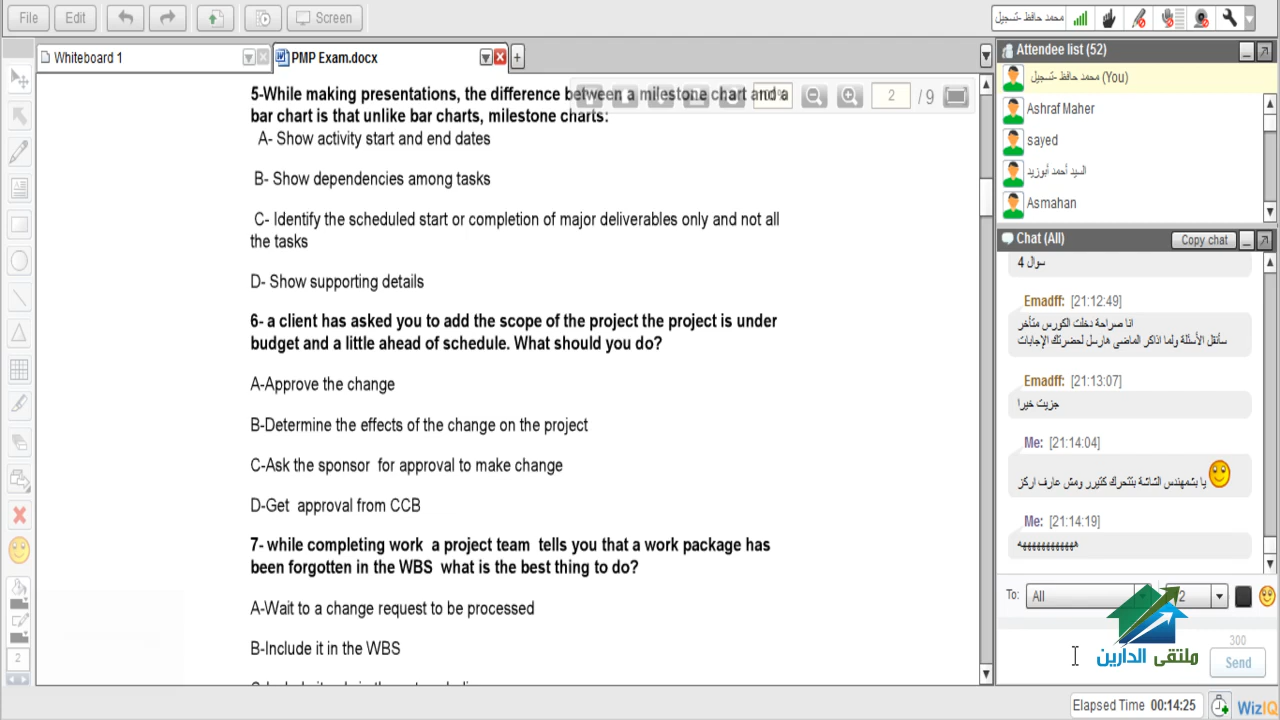 File
Edit
Screen
محمد حافظ -تسجيل
Whiteboard 1
PMP Exam.docx
+
Attendee list (52)
محمد حافظ -تسجيل (You)
Ashraf Maher
sayed
السيد أحمد أبوزيد
Asmahan
5-While making presentations, the difference between a milestone chart and a
bar chart is that unlike bar charts, milestone charts:
2 / 9
A- Show activity start and end dates
B- Show dependencies among tasks
C- Identify the scheduled start or completion of major deliverables only and not all
the tasks
D- Show supporting details
6- a client has asked you to add the scope of the project the project is under
budget and a little ahead of schedule. What should you do?
A-Approve the change
B-Determine the effects of the change on the project
C-Ask the sponsor for approval to make change
D-Get approval from CCB
7- while completing work a project team tells you that a work package has
been forgotten in the WBS what is the best thing to do?
A-Wait to a change request to be processed
B-Include it in the WBS
Chat (All)
Copy chat
سوال 4
Emadff: [21:12:49]
انا صراحة دخلت الكورس متأخر
سأنقل الأسئلة ولما اذاكر الماضى هارسل لحضرتك الإجابات
Emadff: [21:13:07]
جزيت خيرا
Me: [21:14:04]
يا بشمهندس الشاشة بتتحرك كتيرر ومش عارف اركز
Me: [21:14:19]
To: All
2
ملتقى الدارين
300
Send
2
Elapsed Time 00:14:25
WizIQ